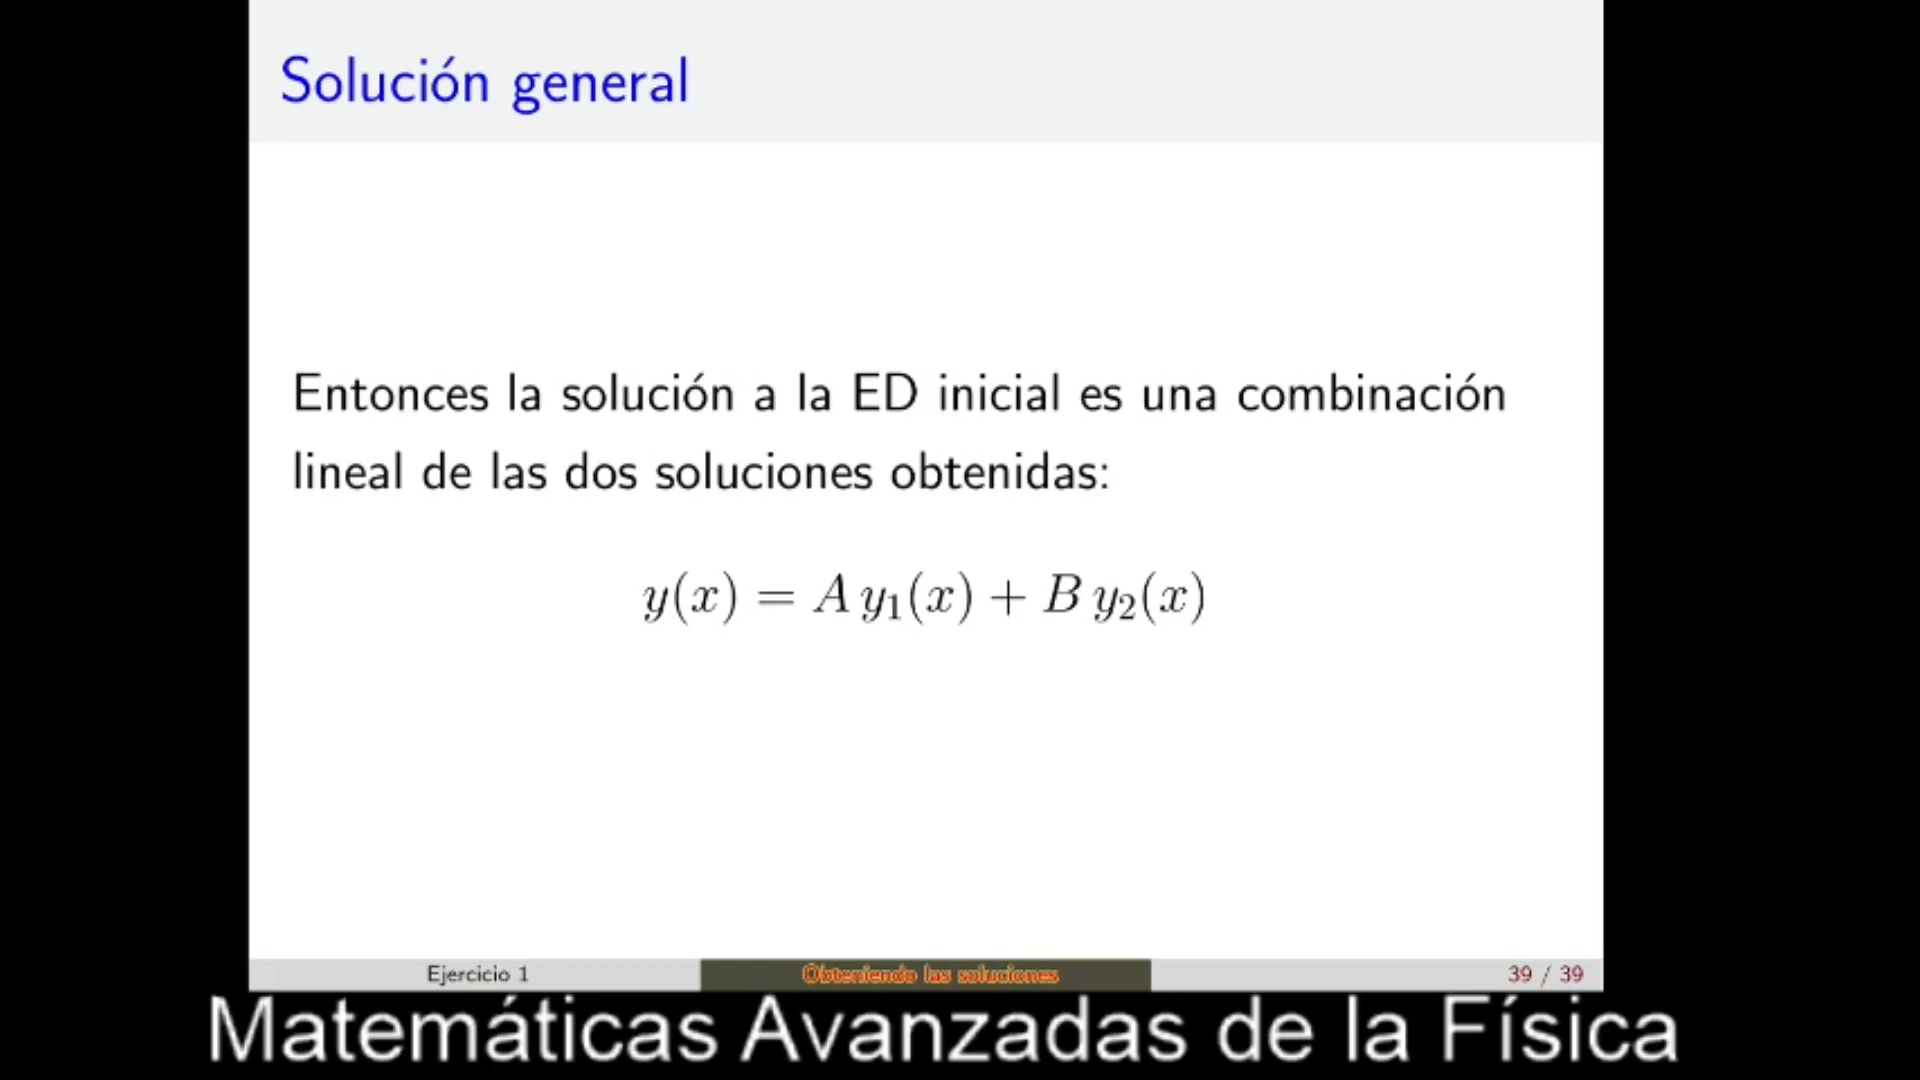 Solución general
Entonces la solución a la ED inicial es una combinación
lineal de las dos soluciones obtenidas:
y(x) = A y₁(x) + B y₂(x)
Ejercicio 1
Obteniendo las soluciones
39 / 39
Matemáticas Avanzadas de la Física